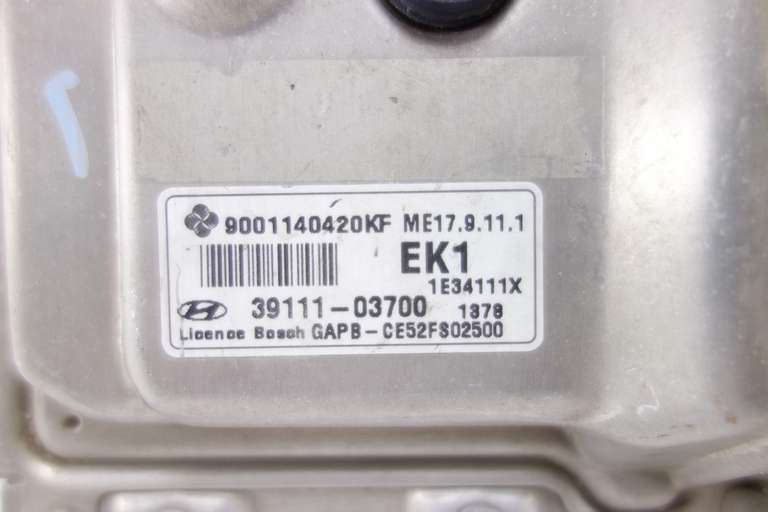 9001140420KF ME17.9.11.1
EK1
1E34111X
39111-03700 1378
Licence Bosch GAPB-CE52FS02500